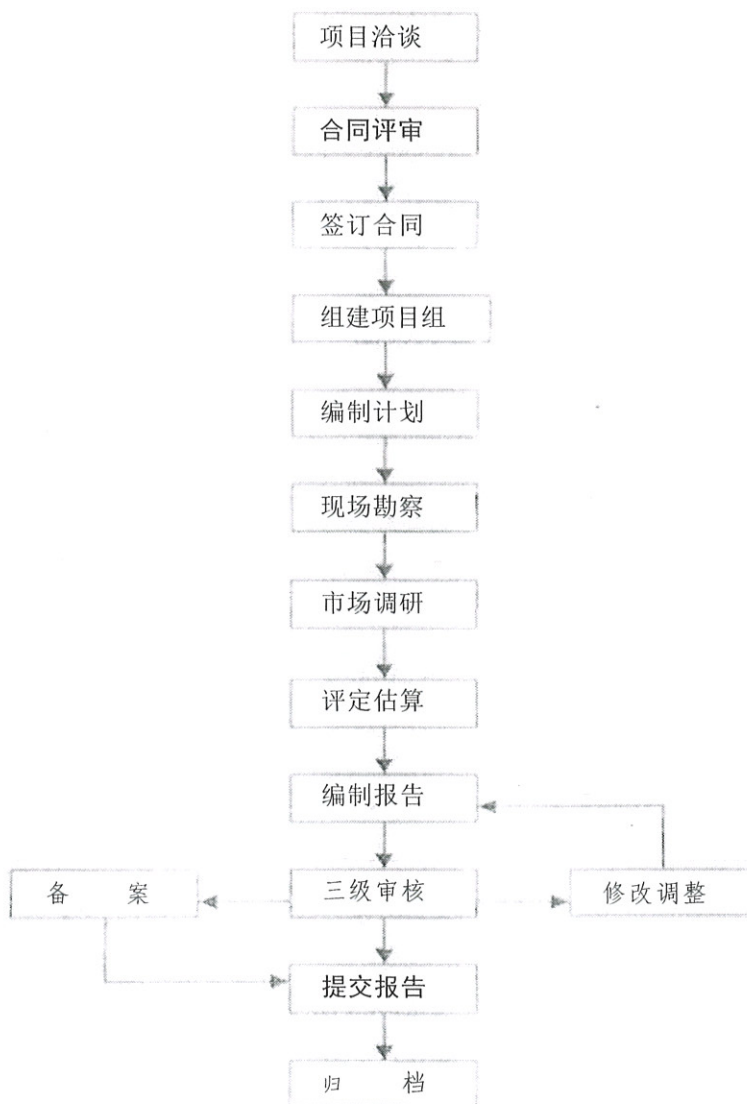 项目洽谈
合同评审
签订合同
组建项目组
编制计划
现场勘察
市场调研
评定估算
编制报告
备 案
三级审核
修改调整
提交报告
归 档